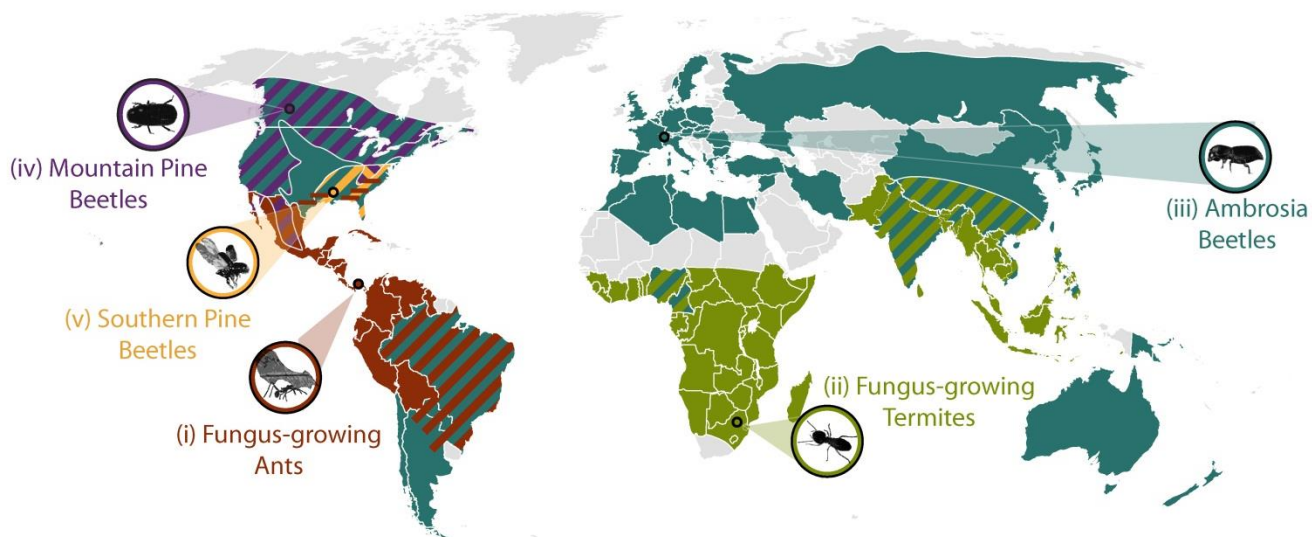 (iv) Mountain Pine
Beetles
(v) Southern Pine
Beetles
(i) Fungus-growing
Ants
(ii) Fungus-growing
Termites
(iii) Ambrosia
Beetles